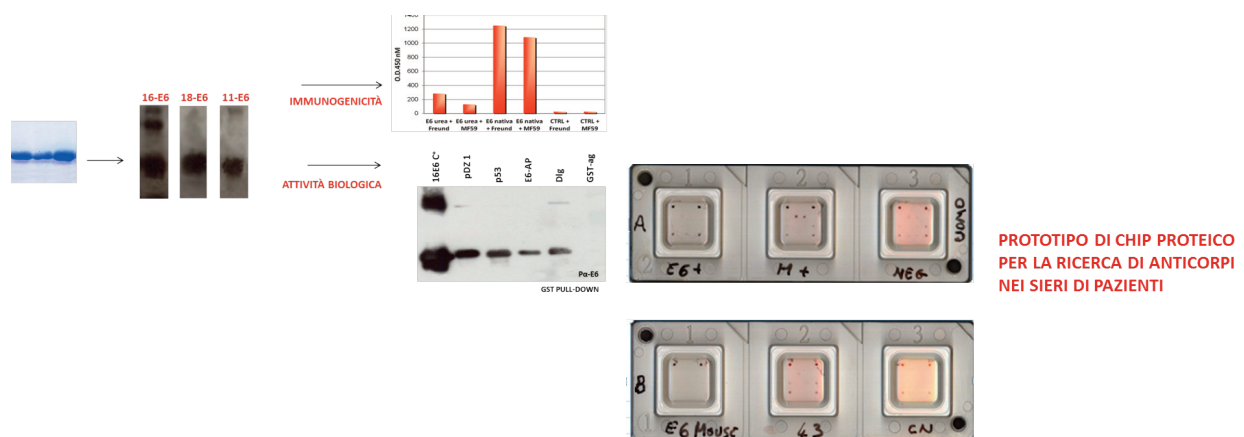 16-E6 18-E6 11-E6
IMMUNOGENICITÀ
ATTIVITÀ BIOLOGICA
O.D.450 nM
1400
1200
1000
800
600
400
200
0
E6 urea + Freund
E6 urea + MF59
E6 nativa + Freund
E6 nativa + MF59
CTRL + Freund
CTRL + MF59
16E6 C+
pDZ 1
p53
E6-AP
Dlg
GST-ag
Pα-E6
GST PULL-DOWN
1 2 3
A
UOMO
2
E6+ M+ NEG
1 2 3
B
1
E6 MOUSE 43 CN
PROTOTIPO DI CHIP PROTEICO
PER LA RICERCA DI ANTICORPI
NEI SIERI DI PAZIENTI